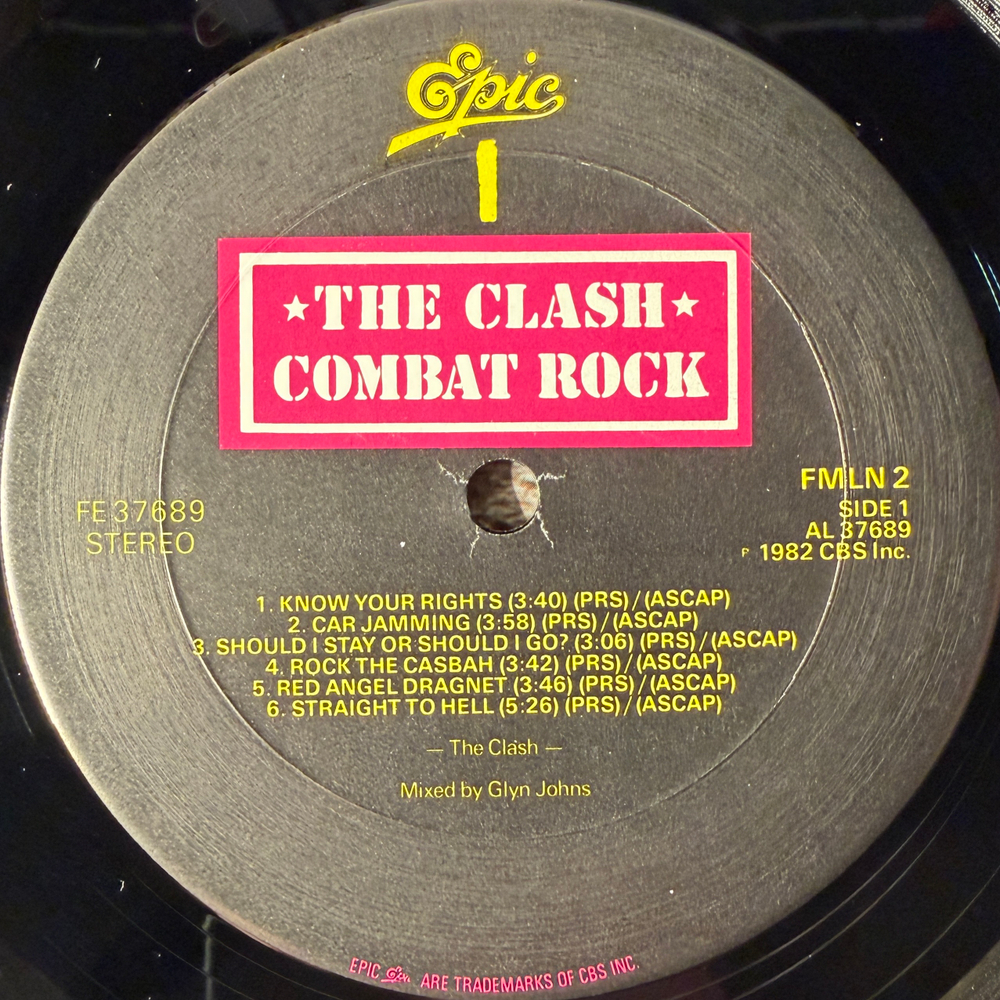 Epic
1
★THE CLASH★
COMBAT ROCK
FE 37689
STEREO
FMLN 2
SIDE 1
AL 37689
℗ 1982 CBS Inc.
1. KNOW YOUR RIGHTS (3:40) (PRS)/(ASCAP)
2. CAR JAMMING (3:58) (PRS)/(ASCAP)
3. SHOULD I STAY OR SHOULD I GO? (3:06) (PRS)/(ASCAP)
4. ROCK THE CASBAH (3:42) (PRS)/(ASCAP)
5. RED ANGEL DRAGNET (3:46) (PRS)/(ASCAP)
6. STRAIGHT TO HELL (5:26) (PRS)/(ASCAP)
— The Clash —
Mixed by Glyn Johns
EPIC Epic ARE TRADEMARKS OF CBS INC.